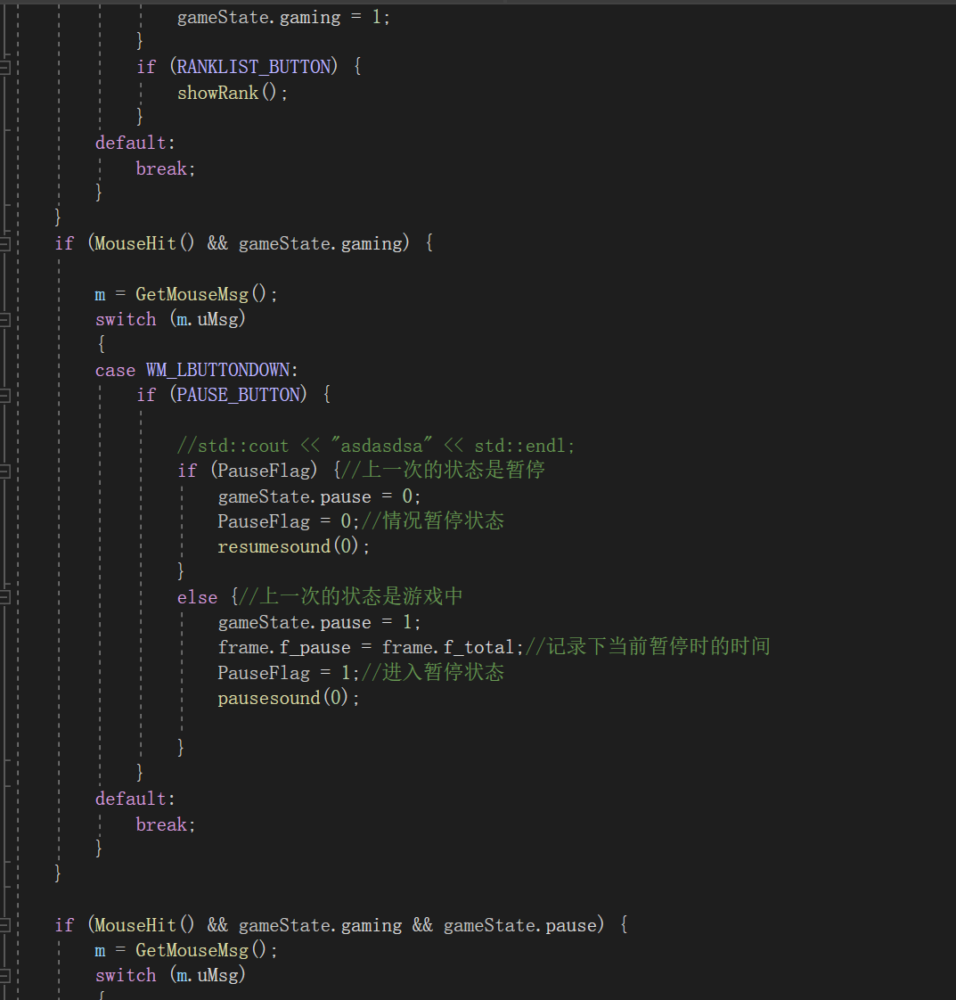 gameState.gaming = 1;
}
if (RANKLIST_BUTTON) {
showRank();
}
default:
break;
}
}
if (MouseHit() && gameState.gaming) {
m = GetMouseMsg();
switch (m.uMsg)
{
case WM_LBUTTONDOWN:
if (PAUSE_BUTTON) {
//std::cout << "asdasdsa" << std::endl;
if (PauseFlag) {//上一次的状态是暂停
gameState.pause = 0;
PauseFlag = 0;//情况暂停状态
resumesound(0);
}
else {//上一次的状态是游戏中
gameState.pause = 1;
frame.f_pause = frame.f_total;//记录下当前暂停时的时间
PauseFlag = 1;//进入暂停状态
pausesound(0);
}
}
default:
break;
}
}
if (MouseHit() && gameState.gaming && gameState.pause) {
m = GetMouseMsg();
switch (m.uMsg)
{